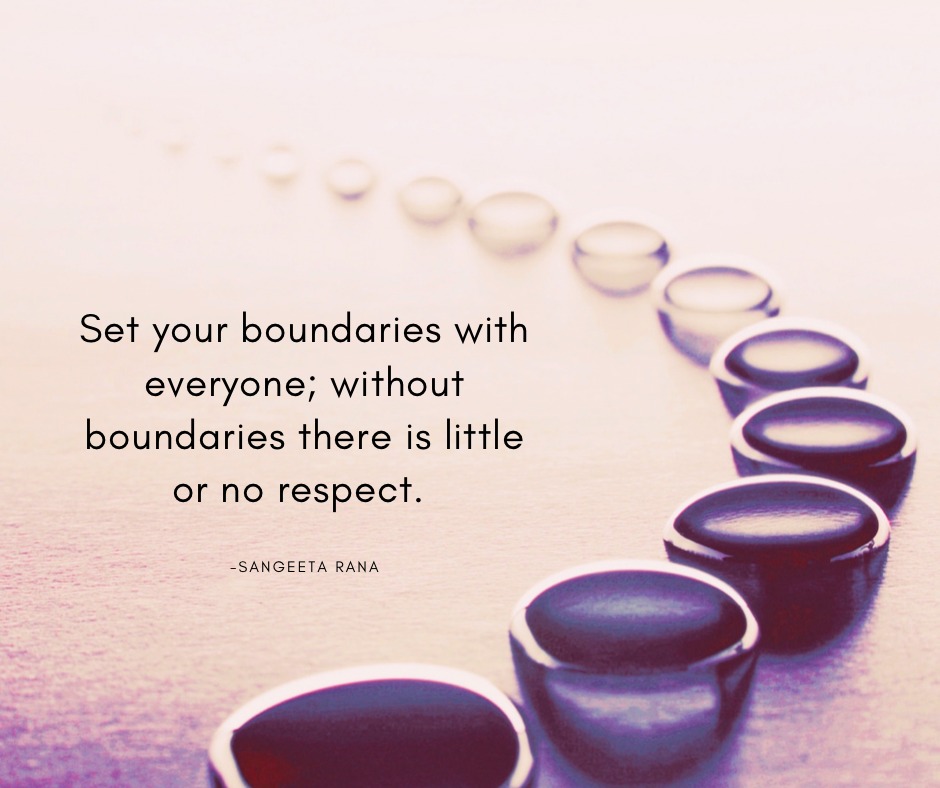 Set your boundaries with
everyone; without
boundaries there is little
or no respect.
-SANGEETA RANA